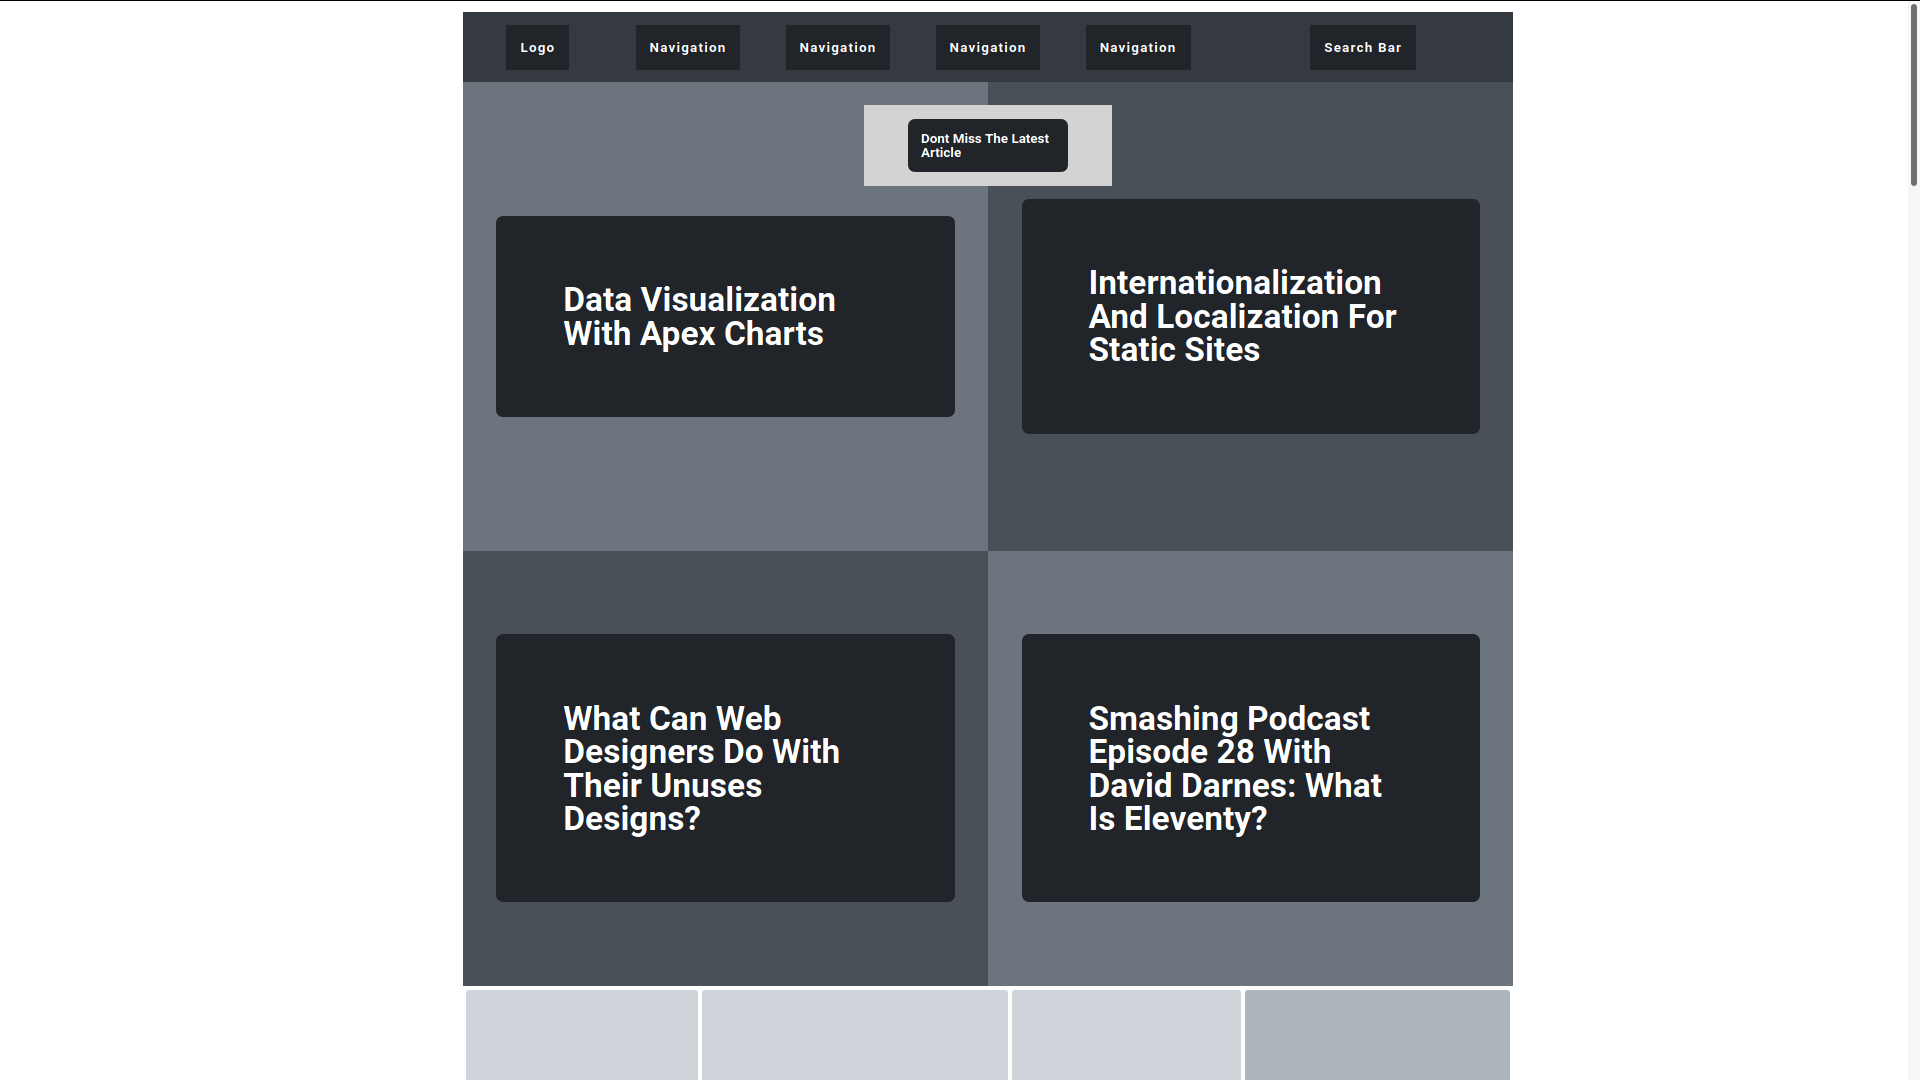 Logo
Navigation
Navigation
Navigation
Navigation
Search Bar
Dont Miss The Latest
Article
Data Visualization
With Apex Charts
Internationalization
And Localization For
Static Sites
What Can Web
Designers Do With
Their Unuses
Designs?
Smashing Podcast
Episode 28 With
David Darnes: What
Is Eleventy?